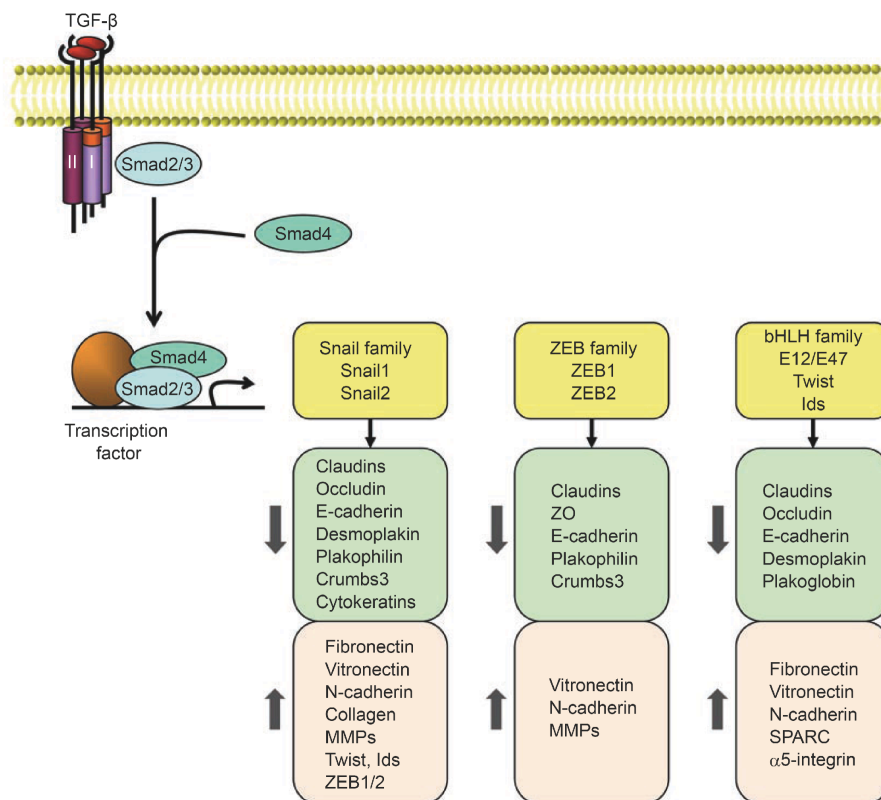 TGF-β
II
I
Smad2/3
Smad4
Smad4
Smad2/3
Transcription
factor
Snail family
Snail1
Snail2
Claudins
Occludin
E-cadherin
Desmoplakin
Plakophilin
Crumbs3
Cytokeratins
Fibronectin
Vitronectin
N-cadherin
Collagen
MMPs
Twist, Ids
ZEB1/2
ZEB family
ZEB1
ZEB2
Claudins
ZO
E-cadherin
Plakophilin
Crumbs3
Vitronectin
N-cadherin
MMPs
bHLH family
E12/E47
Twist
Ids
Claudins
Occludin
E-cadherin
Desmoplakin
Plakoglobin
Fibronectin
Vitronectin
N-cadherin
SPARC
α5-integrin